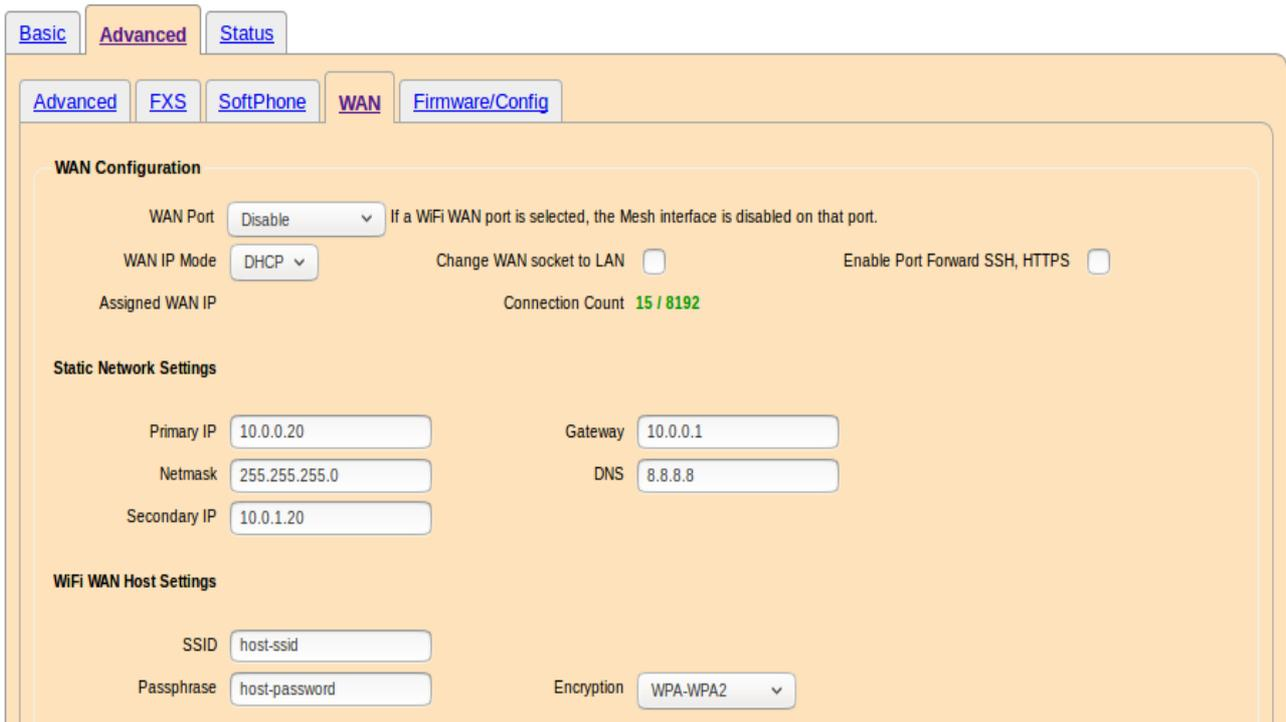 Basic Advanced Status
Advanced FXS SoftPhone WAN Firmware/Config
WAN Configuration
WAN Port Disable If a WiFi WAN port is selected, the Mesh interface is disabled on that port.
WAN IP Mode DHCP Change WAN socket to LAN Enable Port Forward SSH, HTTPS
Assigned WAN IP Connection Count 15 / 8192
Static Network Settings
Primary IP 10.0.0.20 Gateway 10.0.0.1
Netmask 255.255.255.0 DNS 8.8.8.8
Secondary IP 10.0.1.20
WiFi WAN Host Settings
SSID host-ssid
Passphrase host-password Encryption WPA-WPA2